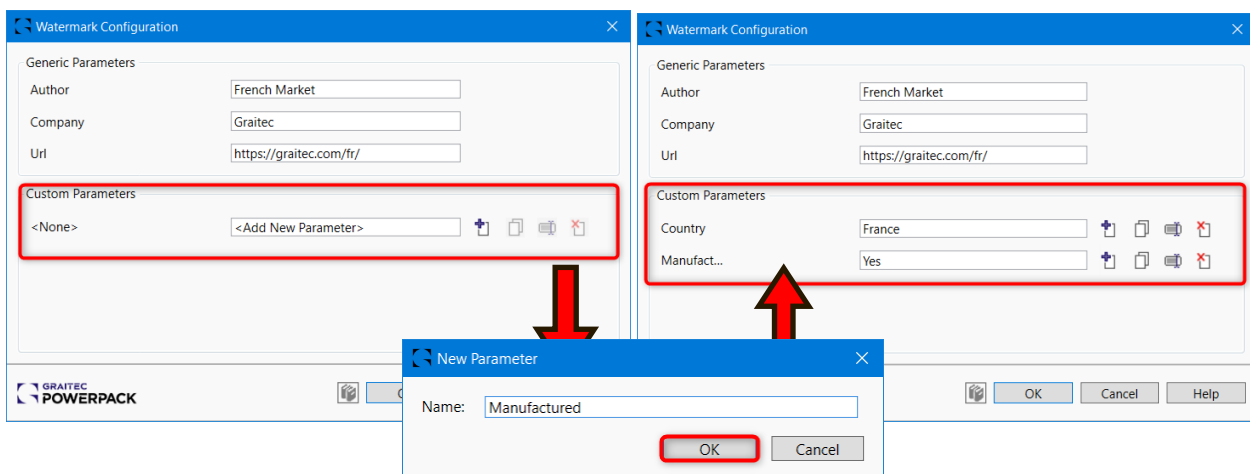 Watermark Configuration
Generic Parameters
Author French Market
Company Graitec
Url https://graitec.com/fr/
Custom Parameters
<None> <Add New Parameter>
GRAITEC
POWERPACK
Watermark Configuration
Generic Parameters
Author French Market
Company Graitec
Url https://graitec.com/fr/
Custom Parameters
Country France
Manufact... Yes
OK Cancel Help
New Parameter
Name: Manufactured
OK Cancel